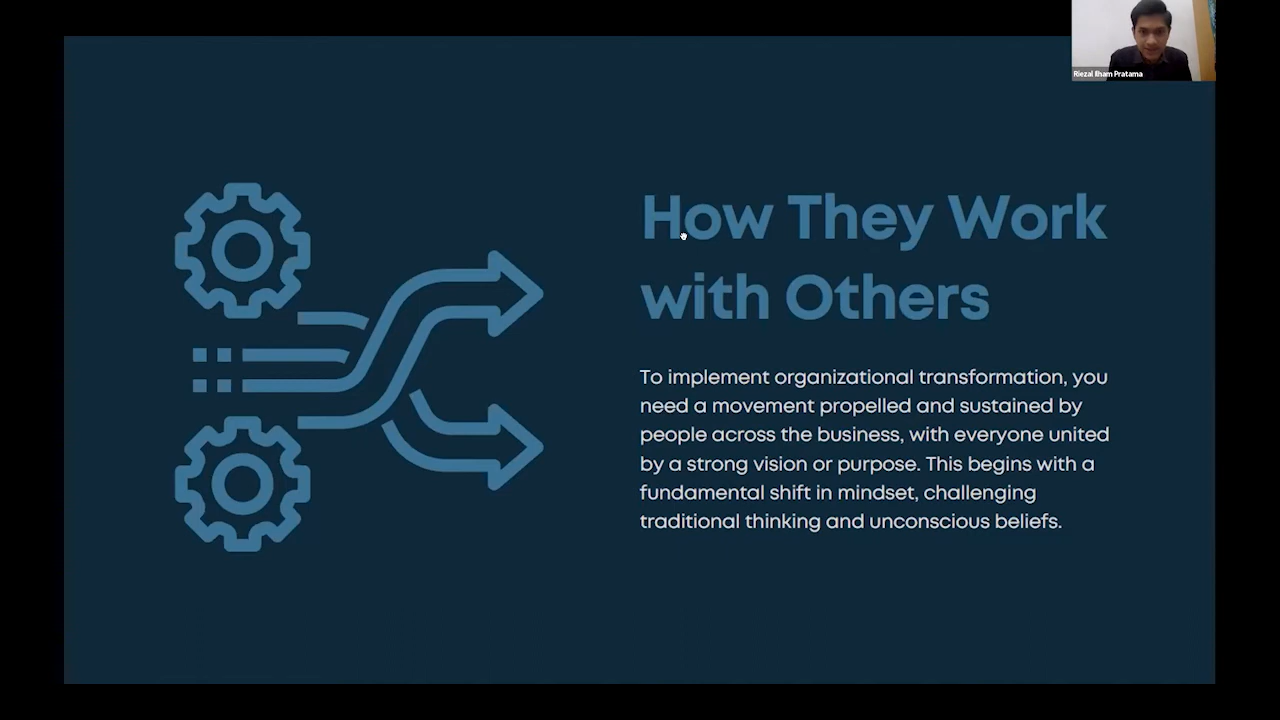 Riezal Ilham Pratama
How They Work
with Others
To implement organizational transformation, you
need a movement propelled and sustained by
people across the business, with everyone united
by a strong vision or purpose. This begins with a
fundamental shift in mindset, challenging
traditional thinking and unconscious beliefs.